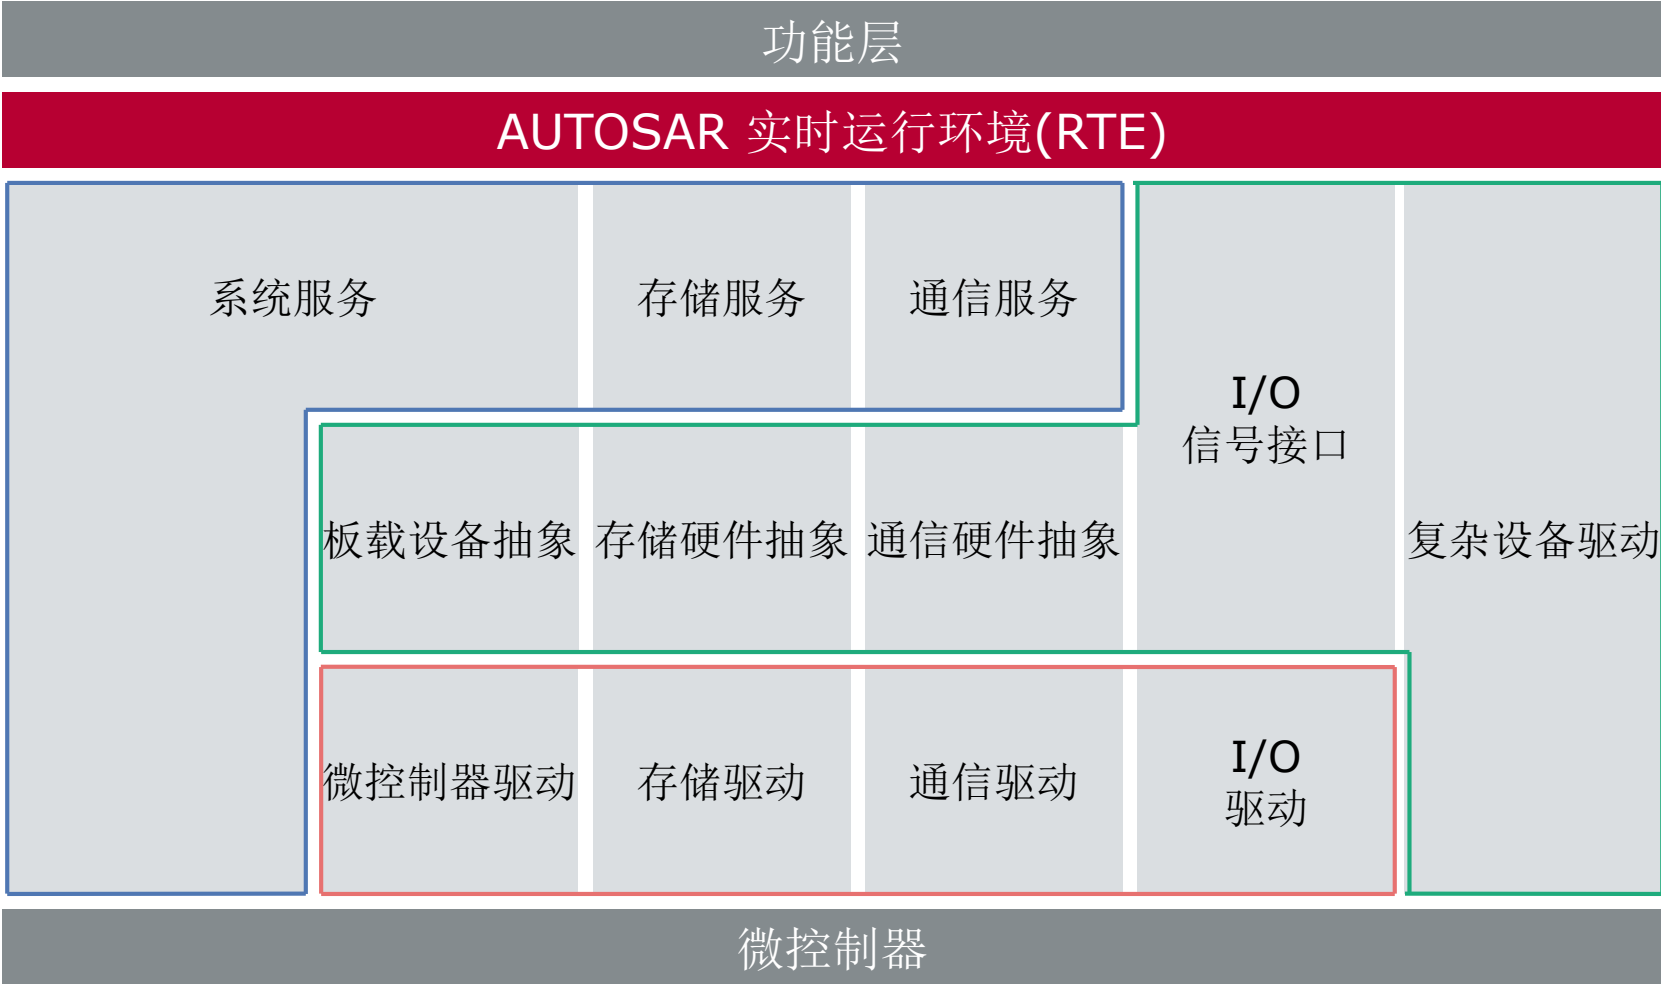 功能层
AUTOSAR 实时运行环境(RTE)
系统服务
存储服务
通信服务
I/O
信号接口
板载设备抽象
存储硬件抽象
通信硬件抽象
复杂设备驱动
微控制器驱动
存储驱动
通信驱动
I/O
驱动
微控制器